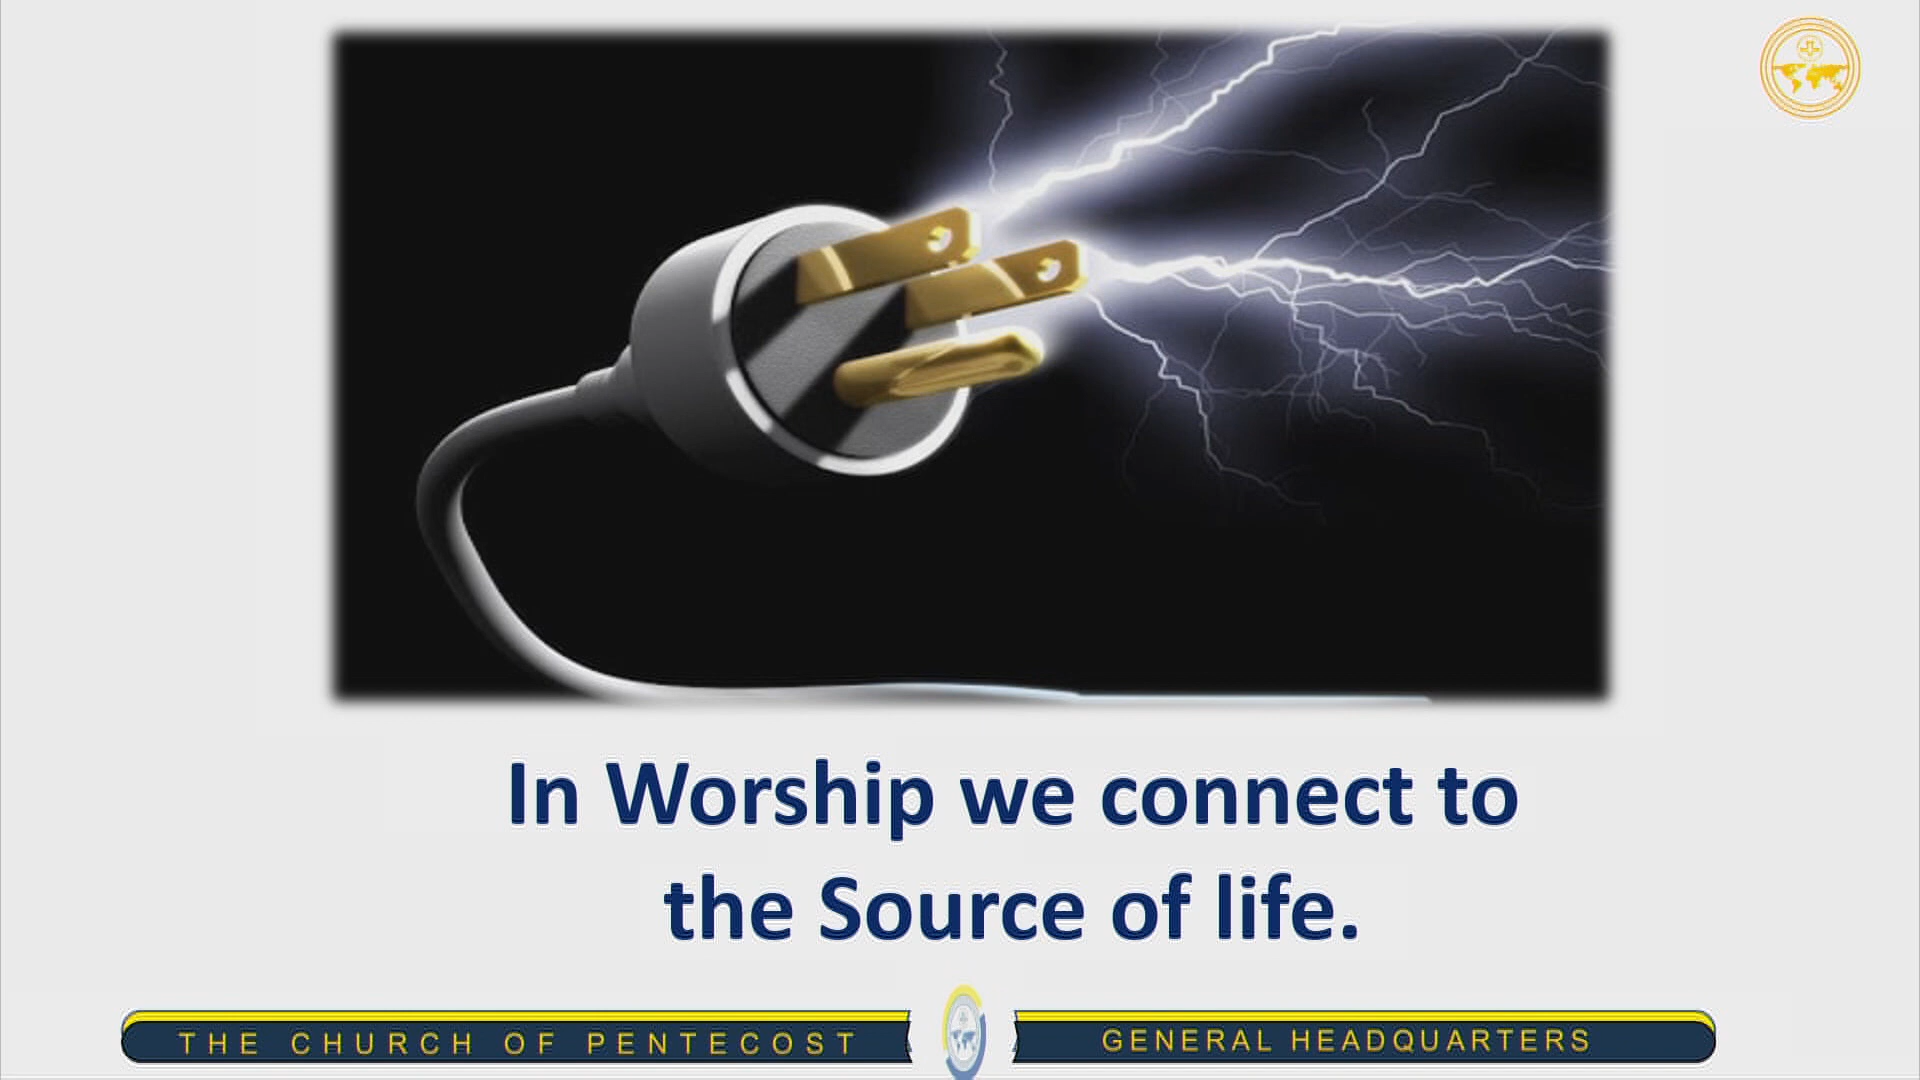 In Worship we connect to
the Source of life.
THE CHURCH OF PENTECOST
GENERAL HEADQUARTERS